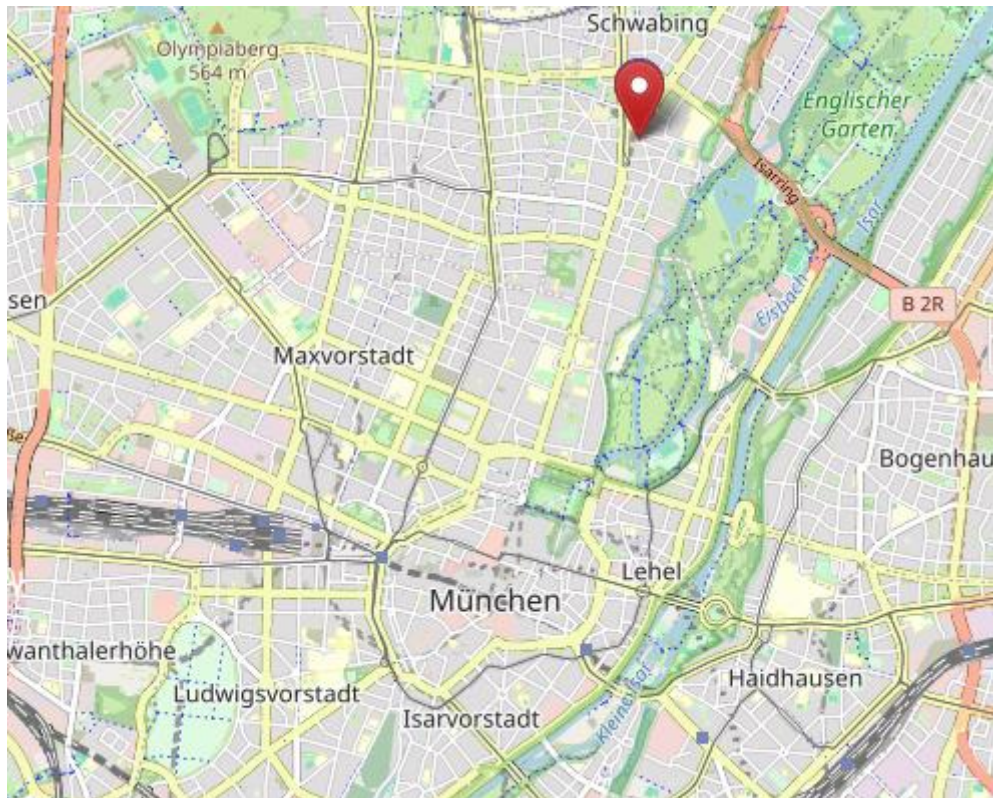 Schwabing
Olympiaberg
564 m
Englischer
Garten
Isarring
Isar
Eisbach
B 2R
sen
Maxvorstadt
ße
Bogenhau
Lehel
München
wanthalerhöhe
Ludwigsvorstadt
Isarvorstadt
Kleine Isar
Haidhausen